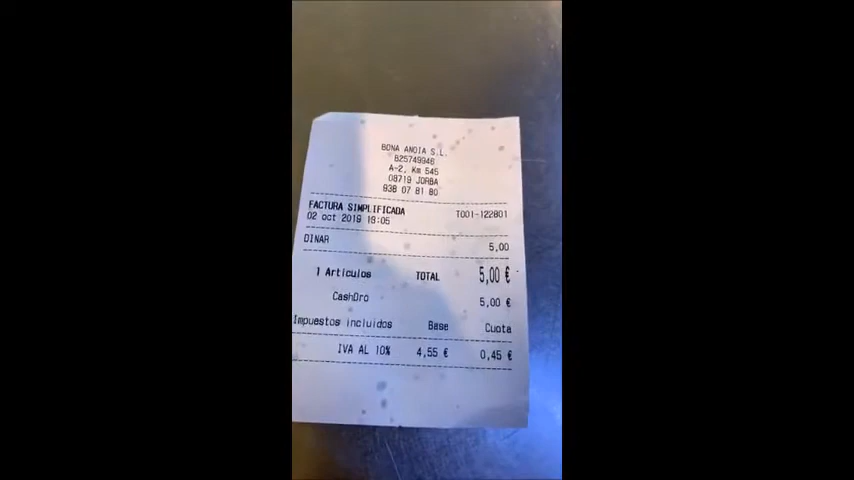 BONA ANOIA S.L.
B25749946
A-2, Km 545
08719 JORBA
938 07 81 80
FACTURA SIMPLIFICADA T001-122801
02 oct 2019 18:05
DINAR 5,00
1 Artículos TOTAL 5,00 €
CashDro 5,00 €
Impuestos incluidos Base Cuota
IVA AL 10% 4,55 € 0,45 €